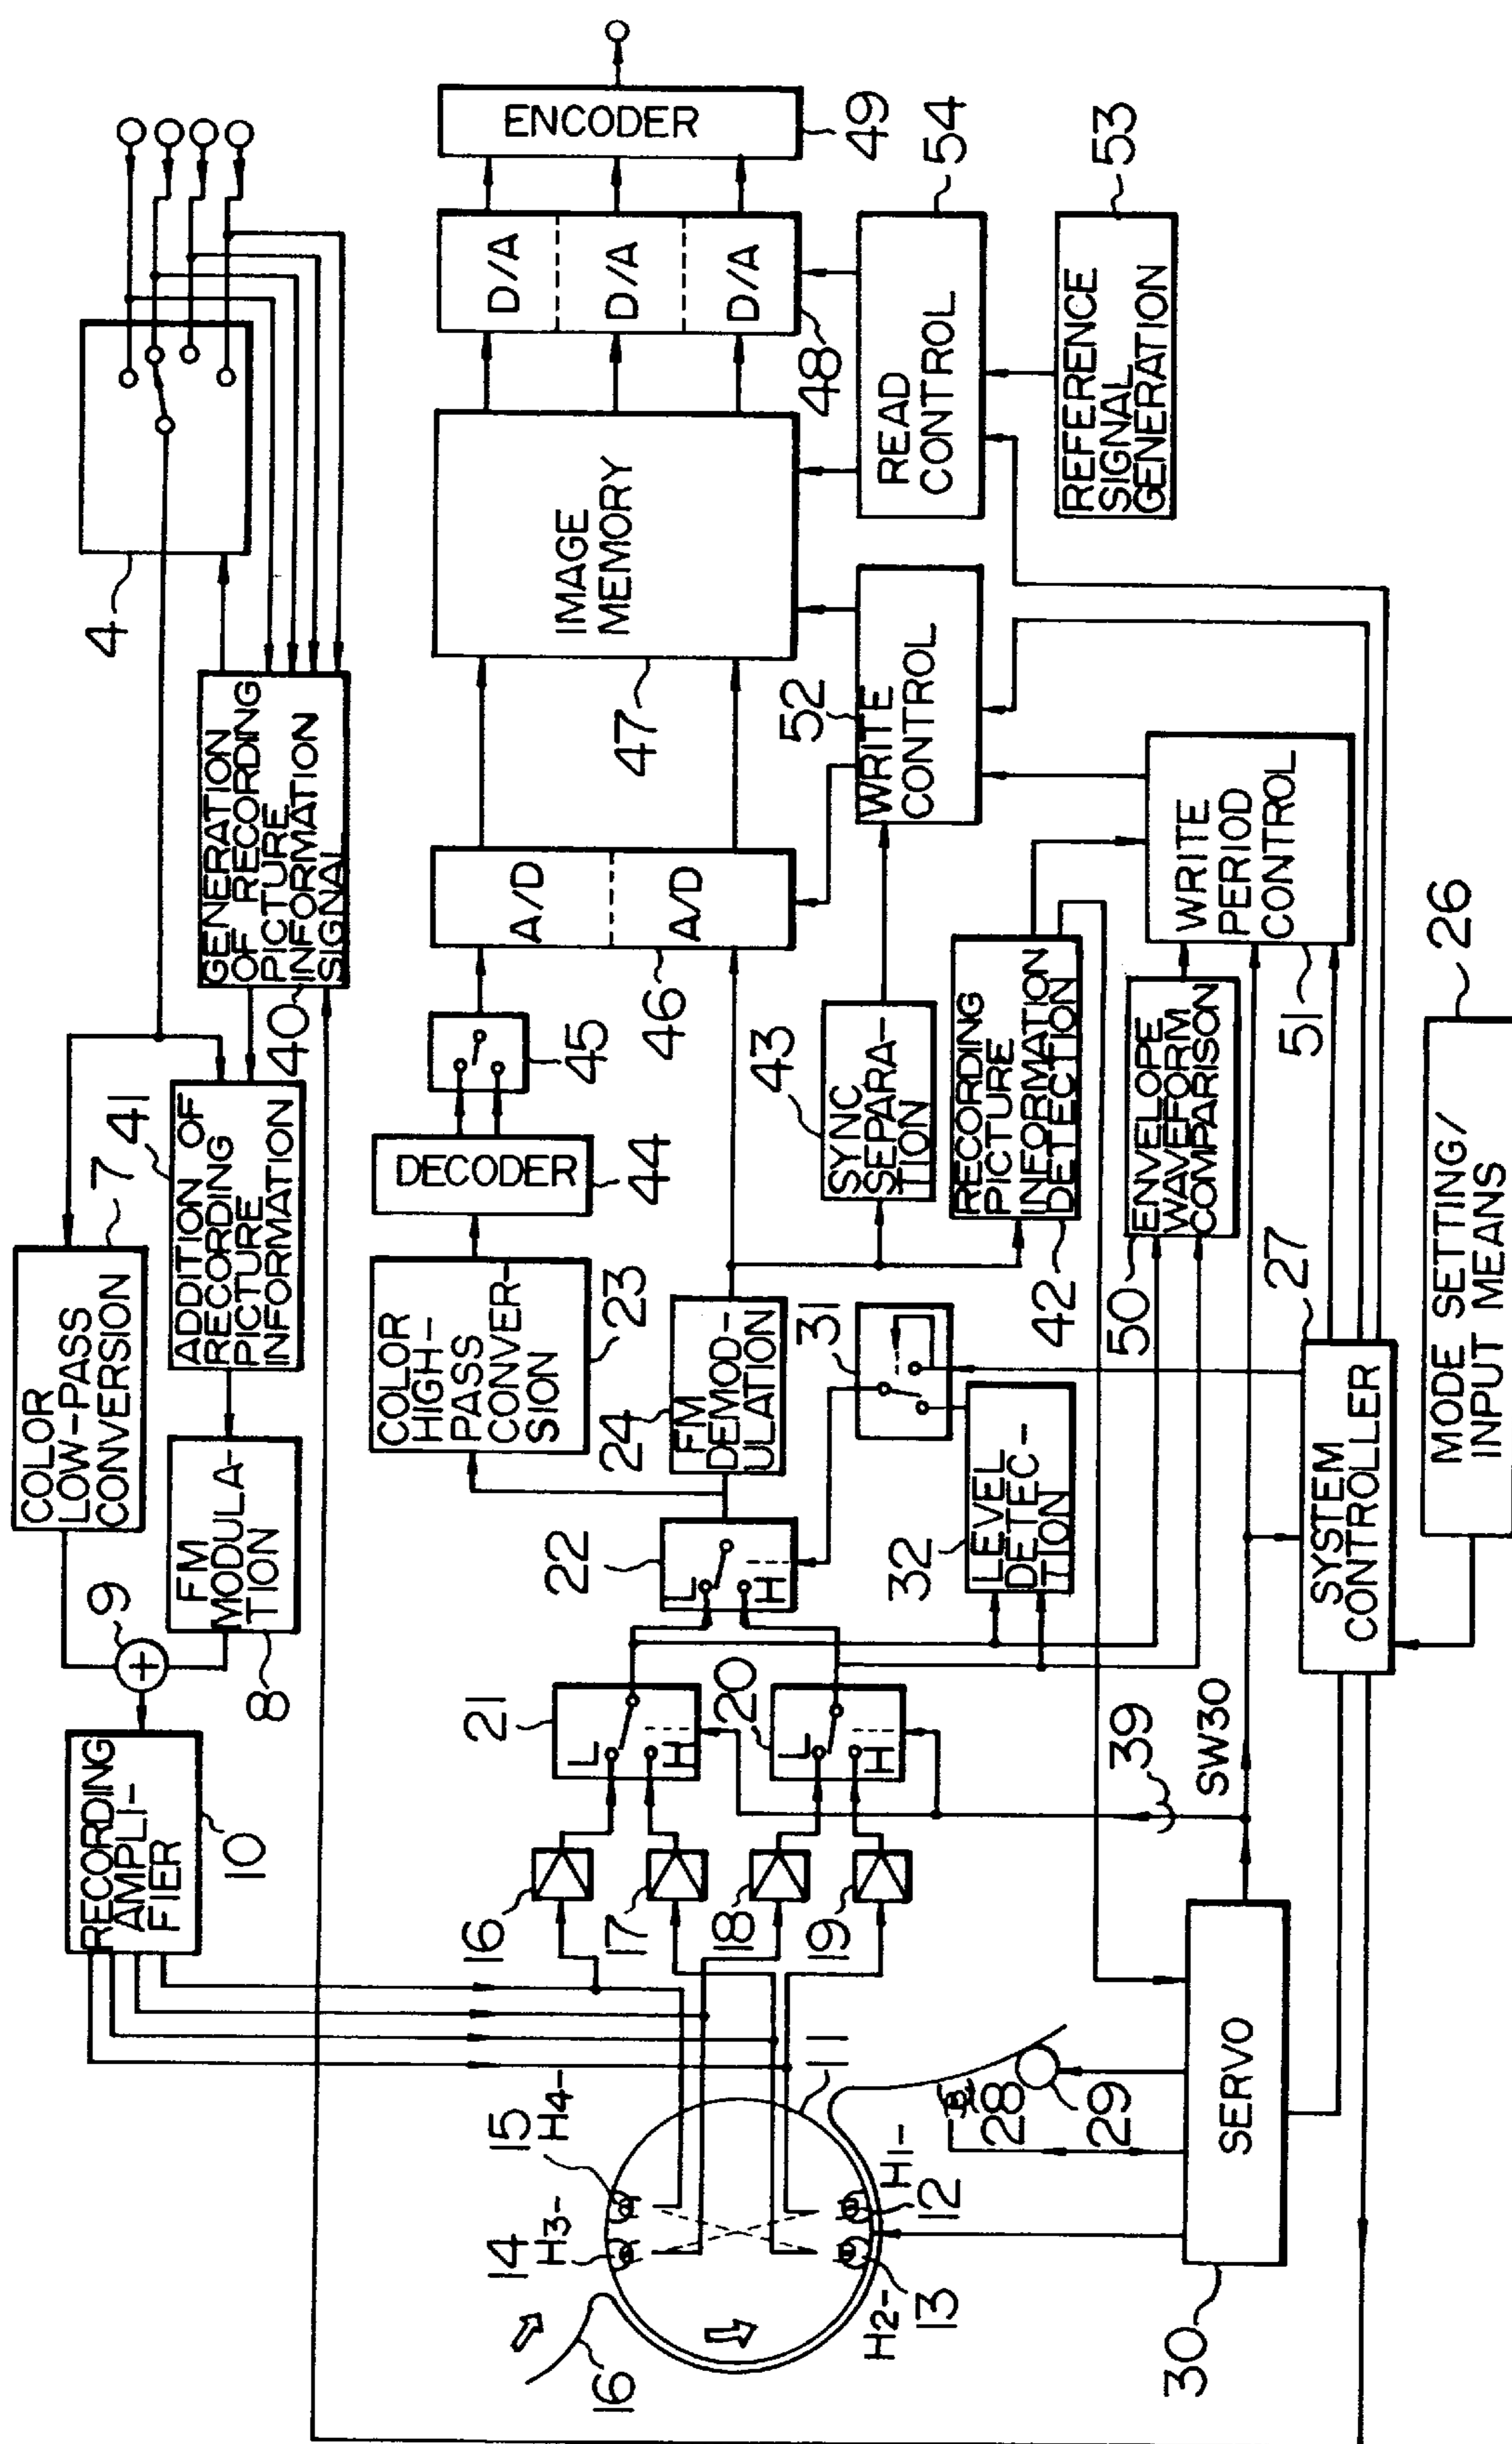 4
COLOR
LOW-PASS
CONVERSION
7
ADDITION OF
RECORDING
PICTURE
INFORMATION
41
GENERATION
OF RECORDING
PICTURE
INFORMATION
SIGNAL
40
FM
MODULA-
TION
8
9
+
RECORDING
AMPLI-
FIER
10
ENCODER
49
D/A
D/A
D/A
48
IMAGE
MEMORY
47
A/D
A/D
46
45
DECODER
44
COLOR
HIGH-
PASS
CONVER-
SION
23
FM
DEMOD-
ULATION
24
22
L
H
21
L
H
20
L
H
16
17
18
19
READ
CONTROL
54
REFERENCE
SIGNAL
GENERATION
53
WRITE
CONTROL
52
WRITE
PERIOD
CONTROL
51
SYNC
SEPARA-
TION
43
RECORDING
PICTURE
INFORMATION
DETECTION
42
ENVELOPE
WAVEFORM
COMPARISON
50
31
LEVEL
DETEC-
TION
32
SYSTEM
CONTROLLER
27
MODE SETTING/
INPUT MEANS
26
SW30
39
SERVO
30
28
29
11
15
H4-
14
H3-
H1-
12
H2-
13
16